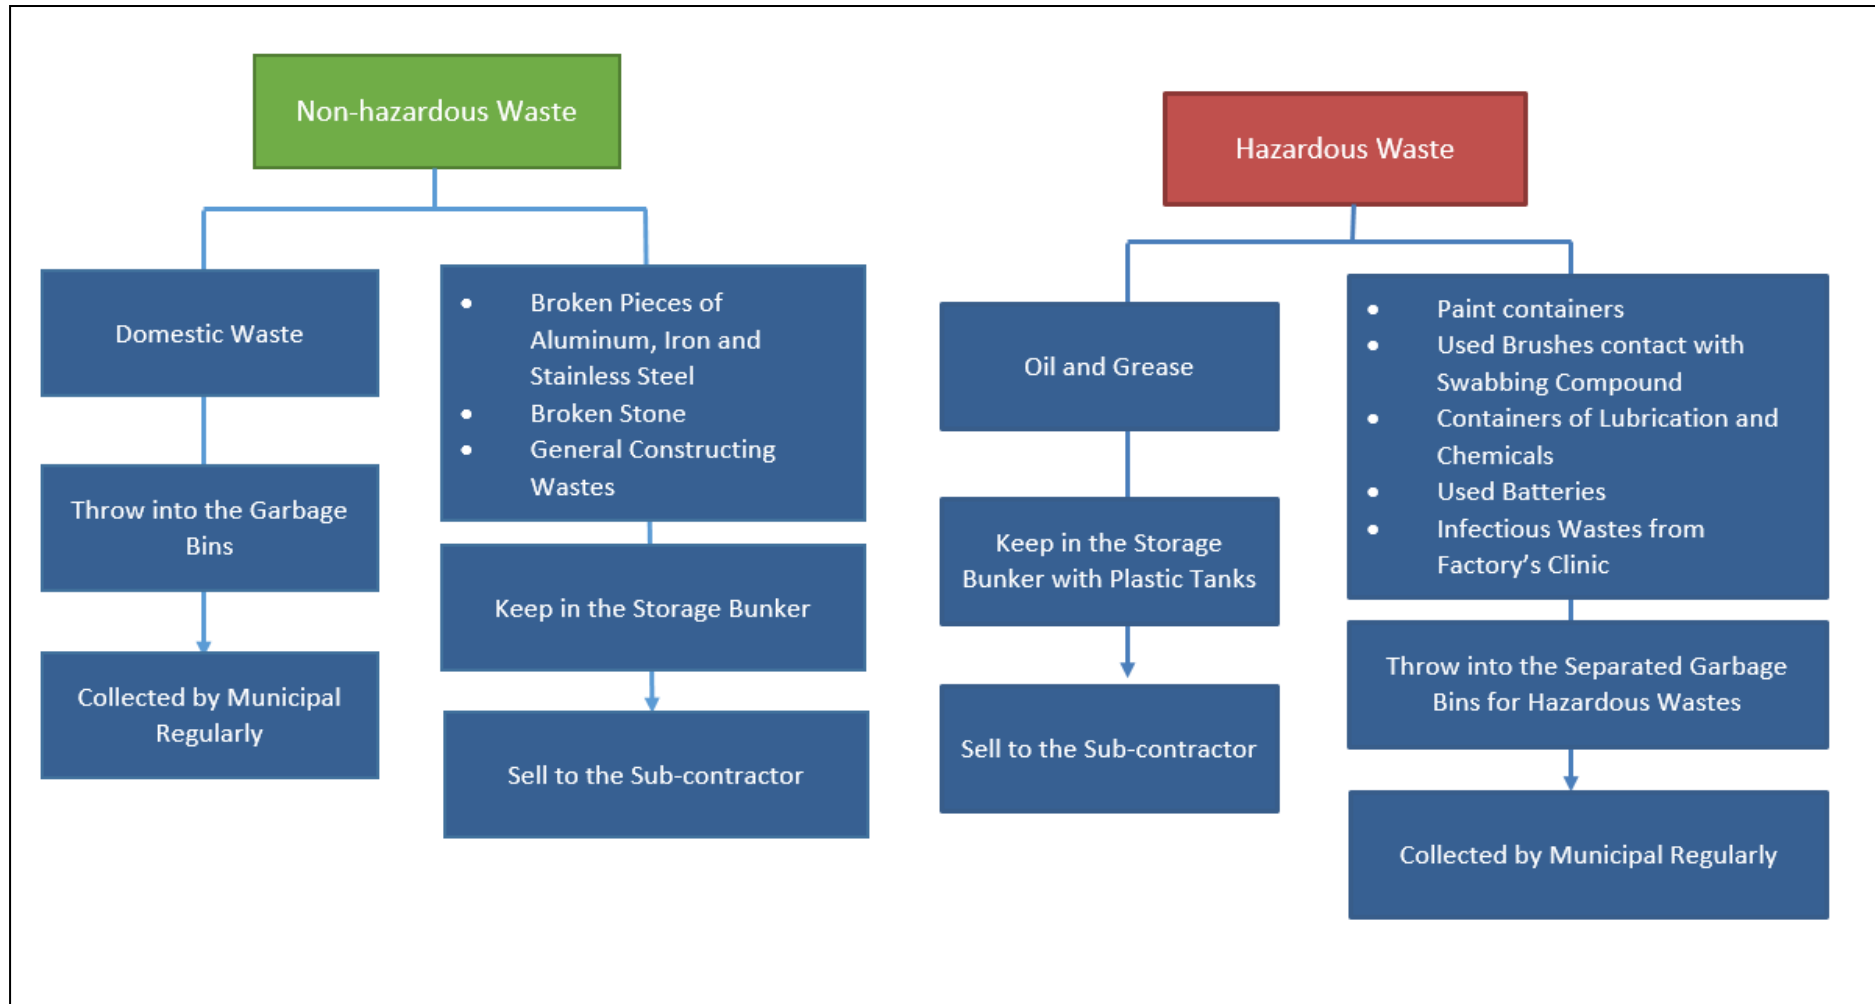 Non-hazardous Waste
Domestic Waste
Throw into the Garbage
Bins
Collected by Municipal
Regularly
• Broken Pieces of
Aluminum, Iron and
Stainless Steel
• Broken Stone
• General Constructing
Wastes
Keep in the Storage Bunker
Sell to the Sub-contractor
Hazardous Waste
Oil and Grease
Keep in the Storage
Bunker with Plastic Tanks
Sell to the Sub-contractor
• Paint containers
• Used Brushes contact with
Swabbing Compound
• Containers of Lubrication and
Chemicals
• Used Batteries
• Infectious Wastes from
Factory’s Clinic
Throw into the Separated Garbage
Bins for Hazardous Wastes
Collected by Municipal Regularly